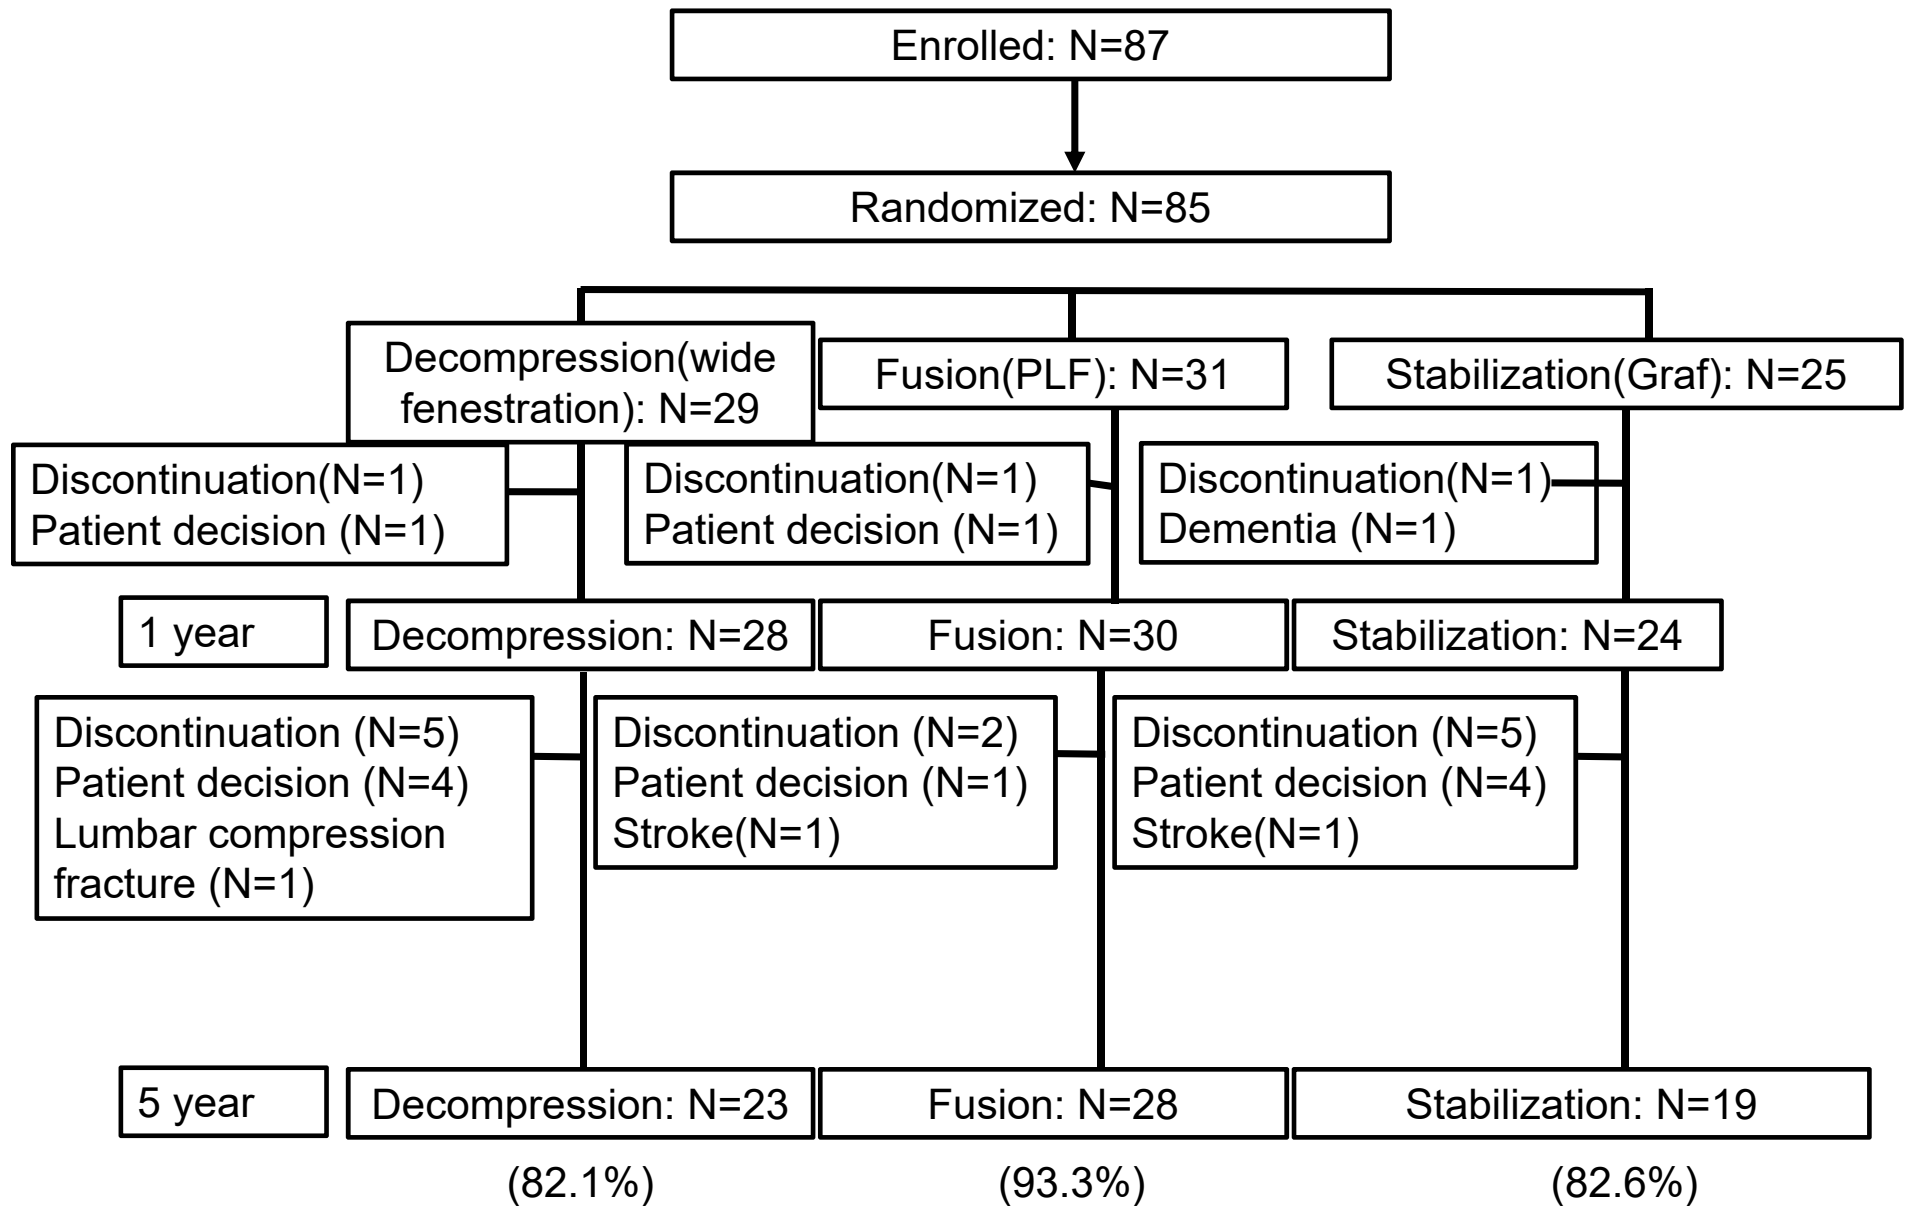 Enrolled: N=87
Randomized: N=85
Decompression(wide
fenestration): N=29
Fusion(PLF): N=31
Stabilization(Graf): N=25
Discontinuation(N=1)
Patient decision (N=1)
Discontinuation(N=1)
Patient decision (N=1)
Discontinuation(N=1)
Dementia (N=1)
1 year
Decompression: N=28
Fusion: N=30
Stabilization: N=24
Discontinuation (N=5)
Patient decision (N=4)
Lumbar compression
fracture (N=1)
Discontinuation (N=2)
Patient decision (N=1)
Stroke(N=1)
Discontinuation (N=5)
Patient decision (N=4)
Stroke(N=1)
5 year
Decompression: N=23
Fusion: N=28
Stabilization: N=19
(82.1%)
(93.3%)
(82.6%)